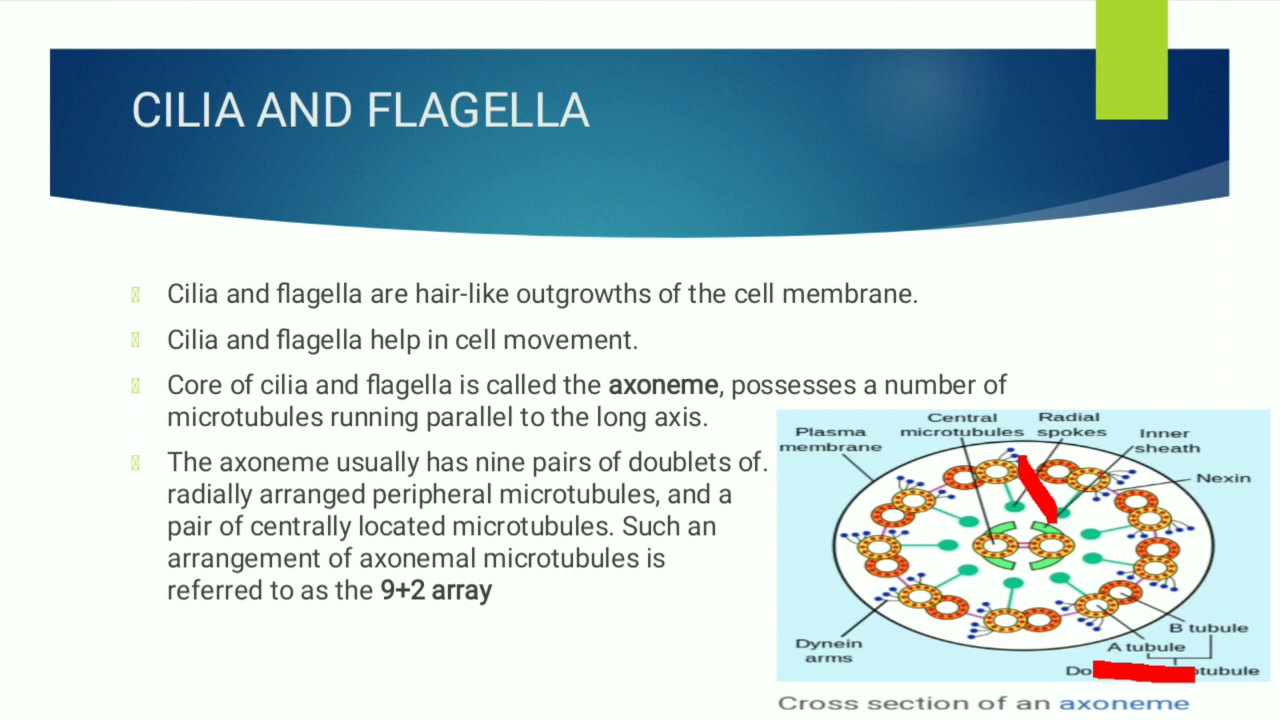 CILIA AND FLAGELLA
Cilia and flagella are hair-like outgrowths of the cell membrane.
Cilia and flagella help in cell movement.
Core of cilia and flagella is called the axoneme, possesses a number of
microtubules running parallel to the long axis.
The axoneme usually has nine pairs of doublets of.
radially arranged peripheral microtubules, and a
pair of centrally located microtubules. Such an
arrangement of axonemal microtubules is
referred to as the 9+2 array
Plasma
membrane
Central
microtubules
Radial
spokes
Inner
sheath
Nexin
Dynein
arms
B tubule
A tubule
Cross section of an axoneme